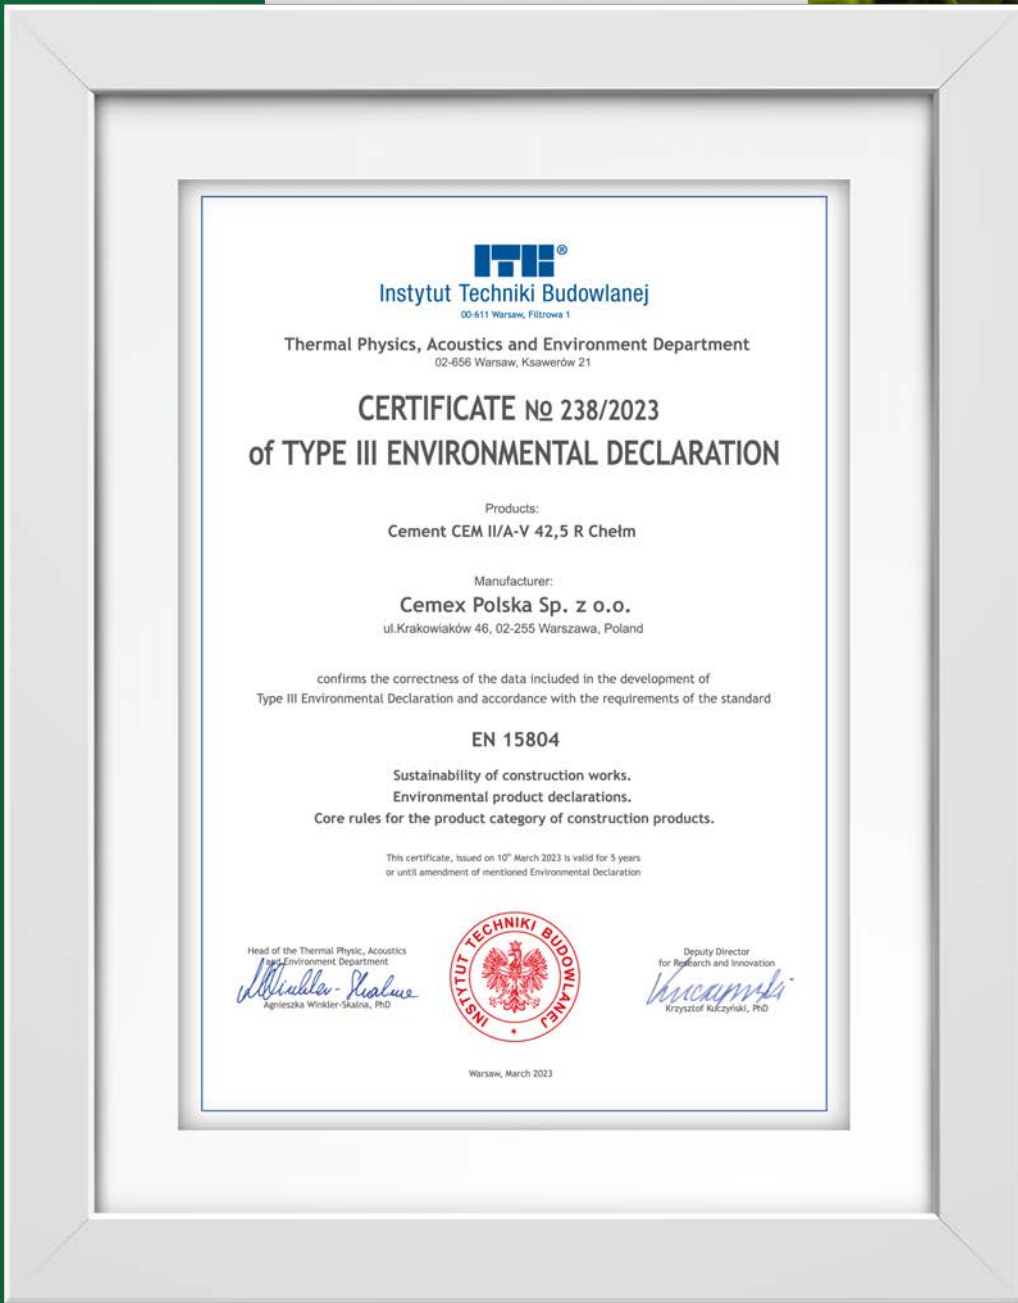 ITB®
Instytut Techniki Budowlanej
00-611 Warsaw, Filtrowa 1
Thermal Physics, Acoustics and Environment Department
02-656 Warsaw, Ksawerów 21
CERTIFICATE № 238/2023
of TYPE III ENVIRONMENTAL DECLARATION
Products:
Cement CEM II/A-V 42,5 R Chełm
Manufacturer:
Cemex Polska Sp. z o.o.
ul.Krakowiaków 46, 02-255 Warszawa, Poland
confirms the correctness of the data included in the development of
Type III Environmental Declaration and accordance with the requirements of the standard
EN 15804
Sustainability of construction works.
Environmental product declarations.
Core rules for the product category of construction products.
This certificate, issued on 10th March 2023 is valid for 5 years
or until amendment of mentioned Environmental Declaration
Head of the Thermal Physic, Acoustics
and Environment Department
Agnieszka Winkler-Skalna, PhD
INSTYTUT TECHNIKI BUDOWLANEJ
Deputy Director
for Research and Innovation
Krzysztof Kuczyński, PhD
Warsaw, March 2023